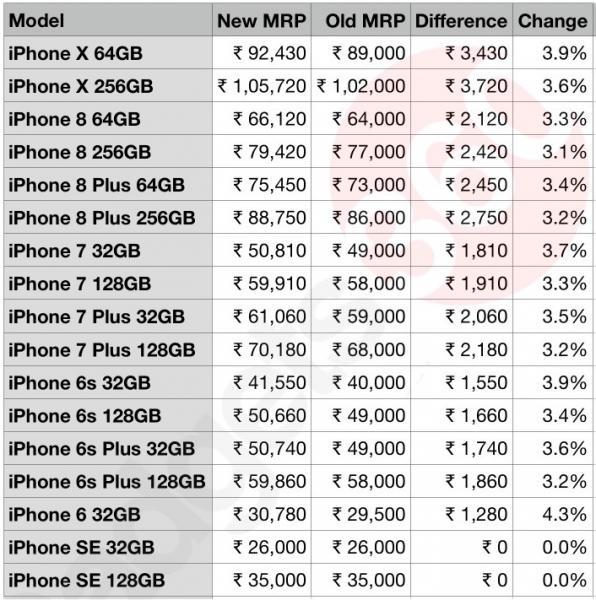 Model New MRP Old MRP Difference Change
iPhone X 64GB ₹ 92,430 ₹ 89,000 ₹ 3,430 3.9%
iPhone X 256GB ₹ 1,05,720 ₹ 1,02,000 ₹ 3,720 3.6%
iPhone 8 64GB ₹ 66,120 ₹ 64,000 ₹ 2,120 3.3%
iPhone 8 256GB ₹ 79,420 ₹ 77,000 ₹ 2,420 3.1%
iPhone 8 Plus 64GB ₹ 75,450 ₹ 73,000 ₹ 2,450 3.4%
iPhone 8 Plus 256GB ₹ 88,750 ₹ 86,000 ₹ 2,750 3.2%
iPhone 7 32GB ₹ 50,810 ₹ 49,000 ₹ 1,810 3.7%
iPhone 7 128GB ₹ 59,910 ₹ 58,000 ₹ 1,910 3.3%
iPhone 7 Plus 32GB ₹ 61,060 ₹ 59,000 ₹ 2,060 3.5%
iPhone 7 Plus 128GB ₹ 70,180 ₹ 68,000 ₹ 2,180 3.2%
iPhone 6s 32GB ₹ 41,550 ₹ 40,000 ₹ 1,550 3.9%
iPhone 6s 128GB ₹ 50,660 ₹ 49,000 ₹ 1,660 3.4%
iPhone 6s Plus 32GB ₹ 50,740 ₹ 49,000 ₹ 1,740 3.6%
iPhone 6s Plus 128GB ₹ 59,860 ₹ 58,000 ₹ 1,860 3.2%
iPhone 6 32GB ₹ 30,780 ₹ 29,500 ₹ 1,280 4.3%
iPhone SE 32GB ₹ 26,000 ₹ 26,000 ₹ 0 0.0%
iPhone SE 128GB ₹ 35,000 ₹ 35,000 ₹ 0 0.0%
gadgets 360